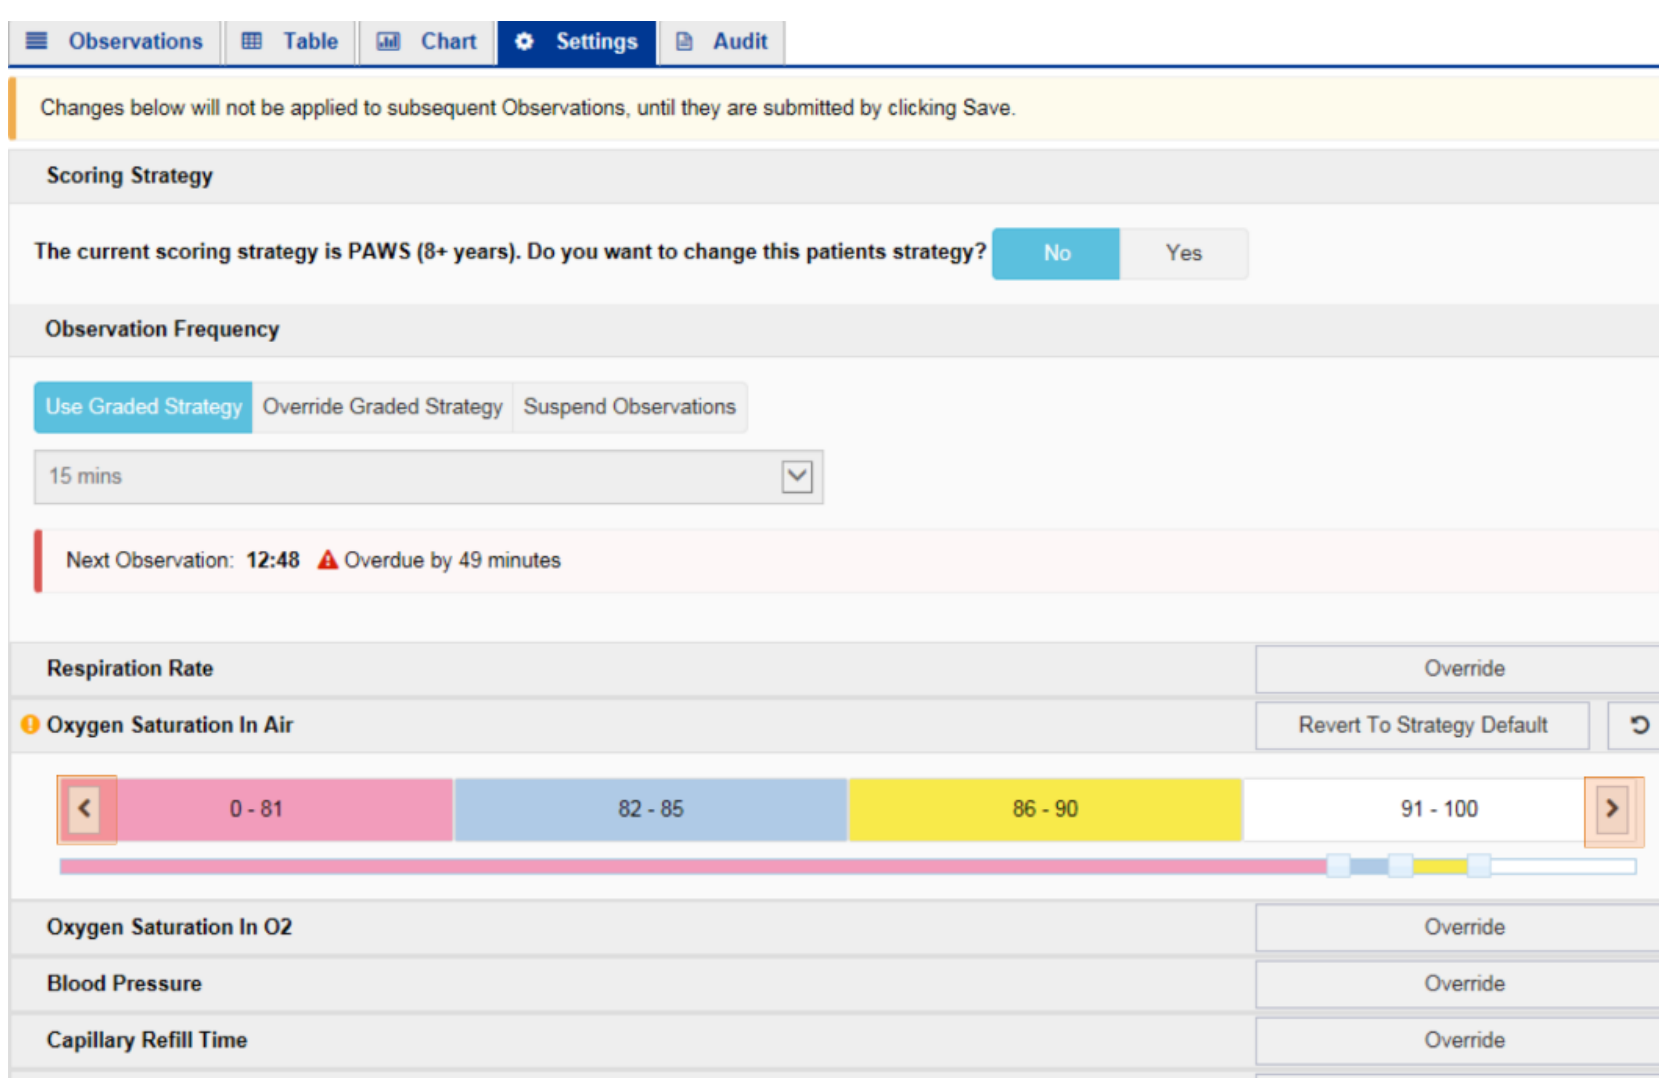 Observations Table Chart Settings Audit
Changes below will not be applied to subsequent Observations, until they are submitted by clicking Save.
Scoring Strategy
The current scoring strategy is PAWS (8+ years). Do you want to change this patients strategy? No Yes
Observation Frequency
Use Graded Strategy Override Graded Strategy Suspend Observations
15 mins
Next Observation: 12:48 Overdue by 49 minutes
Respiration Rate Override
Oxygen Saturation In Air Revert To Strategy Default
0 - 81 82 - 85 86 - 90 91 - 100
Oxygen Saturation In O2 Override
Blood Pressure Override
Capillary Refill Time Override